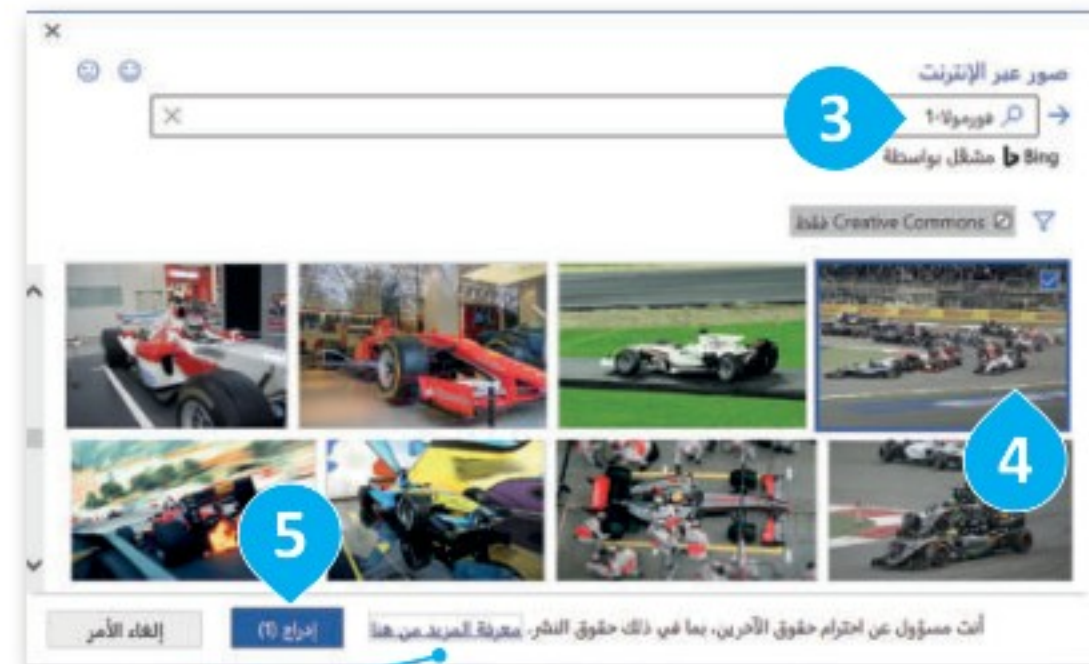 صور عبر الإنترنت
فورمولا-1
3
مشغّل بواسطة Bing
Creative Commons فقط
4
5
أنت مسؤول عن احترام حقوق الآخرين، بما في ذلك حقوق النشر. معرفة المزيد من هنا
إدراج (1)
إلغاء الأمر